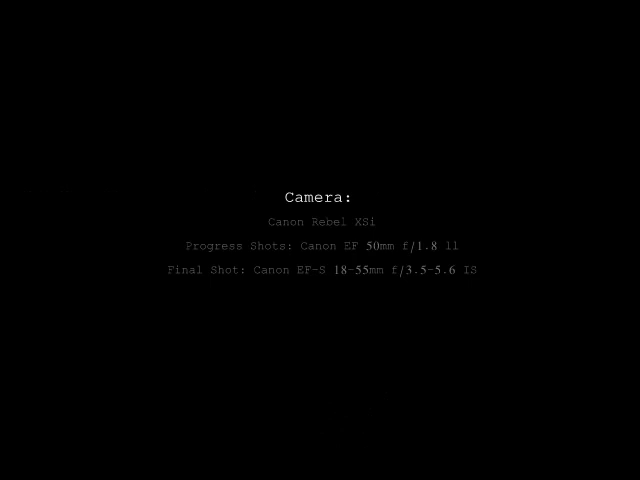 Camera:
Canon Rebel XSi
Progress Shots: Canon EF 50mm f/1.8 ll
Final Shot: Canon EF-S 18-55mm f/3.5-5.6 IS